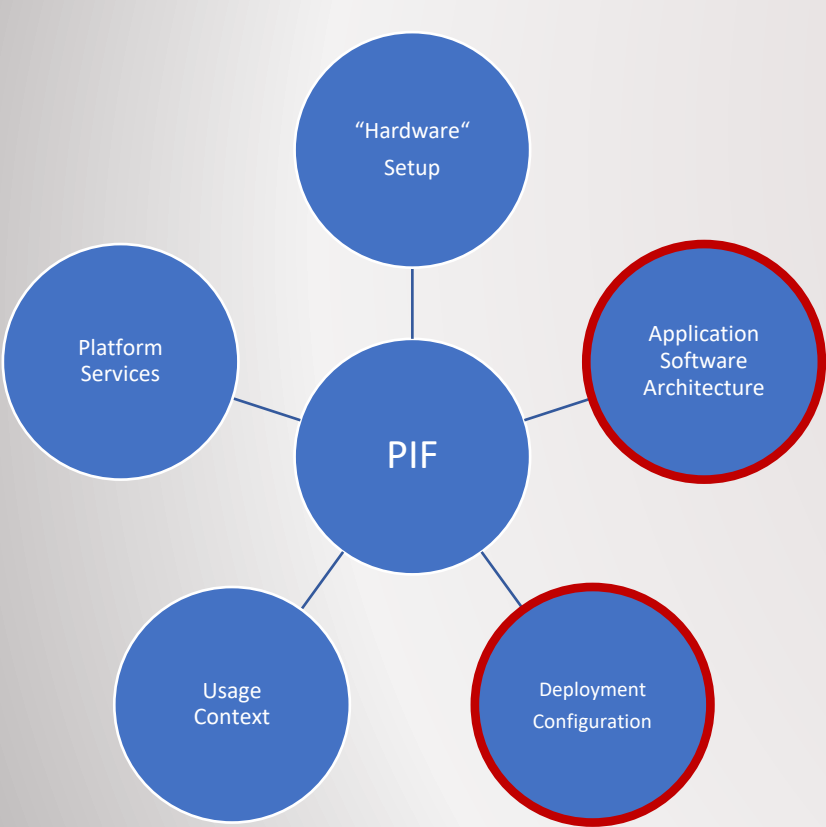 “Hardware“
Setup
Application
Software
Architecture
Platform
Services
PIF
Usage
Context
Deployment
Configuration